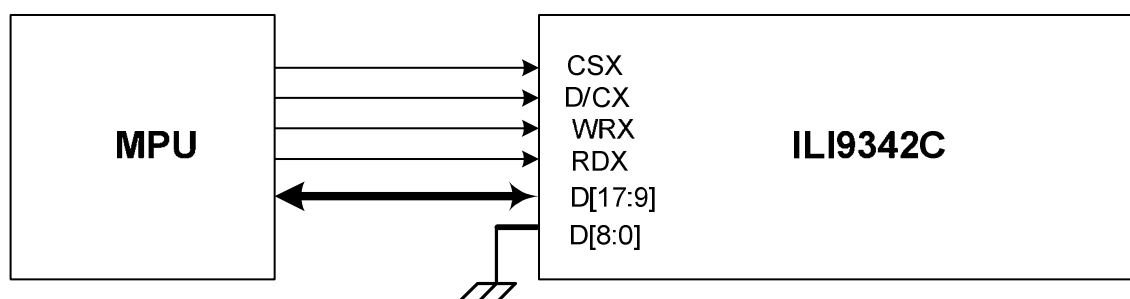 MPU
CSX
D/CX
WRX
RDX
D[17:9]
D[8:0]
ILI9342C